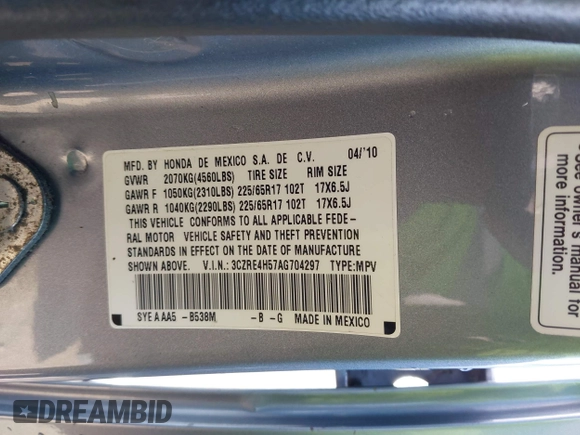 MFD. BY HONDA DE MEXICO S.A. DE C.V. 04/'10
GVWR 2070KG(4560LBS) TIRE SIZE RIM SIZE
GAWR F 1050KG(2310LBS) 225/65R17 102T 17X6.5J
GAWR R 1040KG(2290LBS) 225/65R17 102T 17X6.5J
THIS VEHICLE CONFORMS TO ALL APPLICABLE FEDE-
RAL MOTOR VEHICLE SAFETY AND THEFT PREVENTION
STANDARDS IN EFFECT ON THE DATE OF MANUFACTURE
SHOWN ABOVE. V.I.N.: 3CZRE4H57AG704297 TYPE:MPV
SYE A AA5 -B538M -B -G MADE IN MEXICO
owner's
manual for
DREAMBID